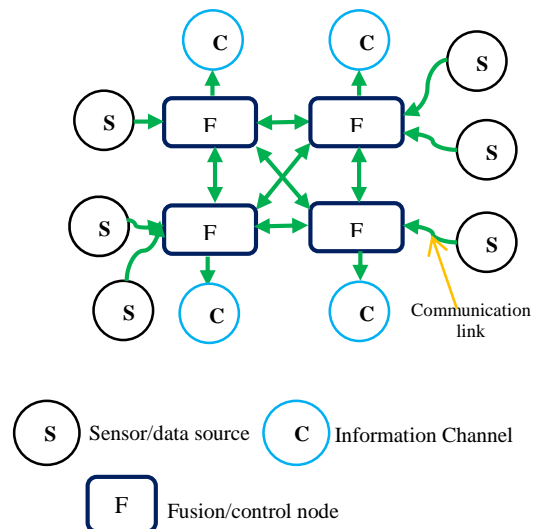 C
C
S
S
F
F
S
S
F
F
S
S
C
C
Communication
link
S
Sensor/data source
C
Information Channel
F
Fusion/control node